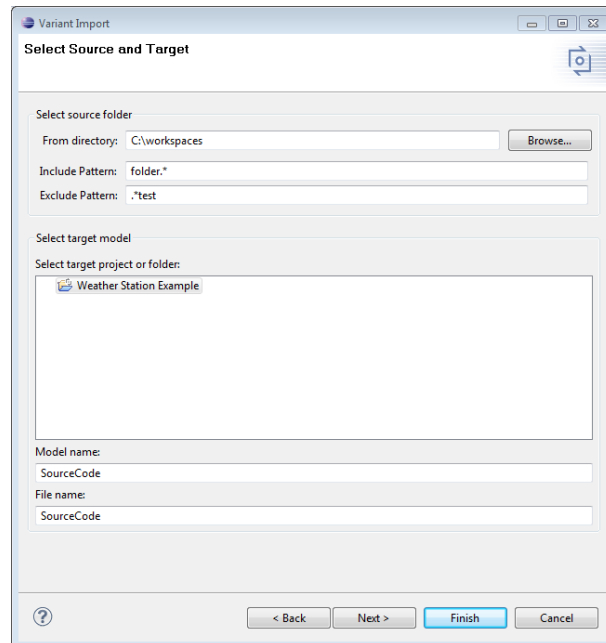 Variant Import
Select Source and Target
Select source folder
From directory: C:\workspaces Browse...
Include Pattern: folder.*
Exclude Pattern: .*test
Select target model
Select target project or folder:
Weather Station Example
Model name:
SourceCode
File name:
SourceCode
? < Back Next > Finish Cancel